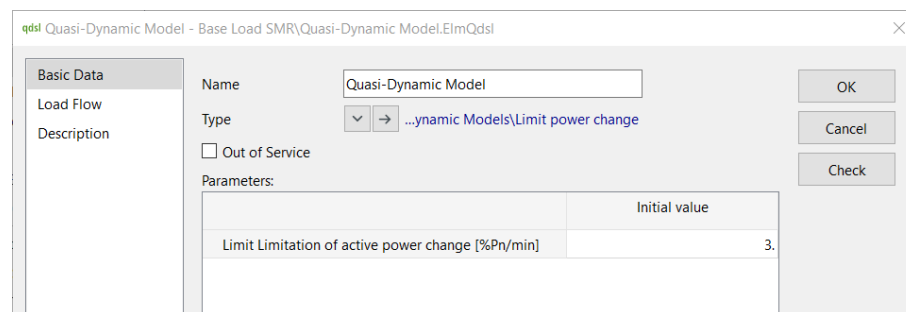 qdsl Quasi-Dynamic Model - Base Load SMR\Quasi-Dynamic Model.ElmQdsl
Basic Data
Load Flow
Description
Name Quasi-Dynamic Model
Type ...ynamic Models\Limit power change
Out of Service
Parameters:
Initial value
Limit Limitation of active power change [%Pn/min] 3.
OK
Cancel
Check